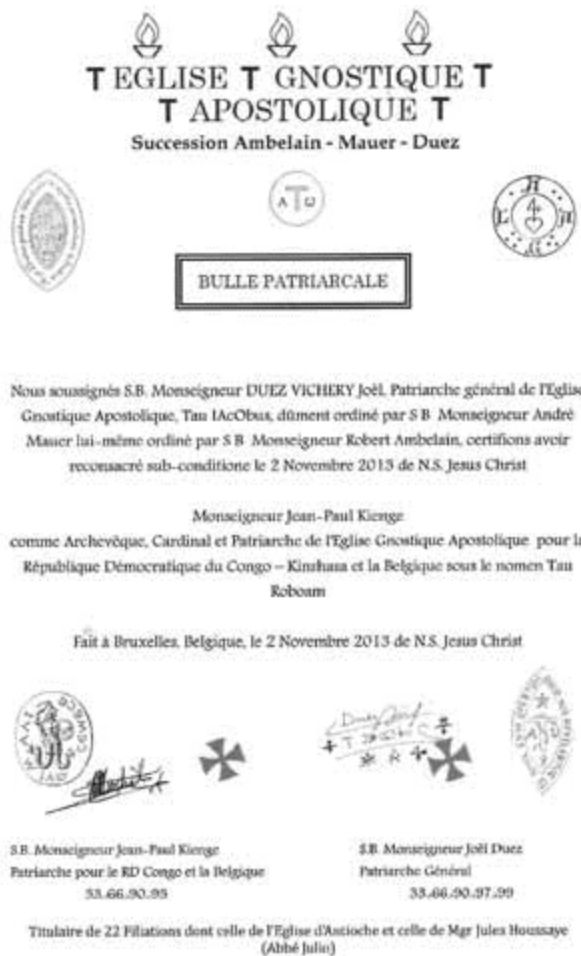 T EGLISE T GNOSTIQUE T
T APOSTOLIQUE T
Succession Ambelain - Mauer - Duez
A T Ω
BULLE PATRIARCALE
Nous soussignés S.B. Monseigneur DUEZ VICHERY Joël, Patriarche général de l'Eglise
Gnostique Apostolique, Tau IAcObus, dûment ordiné par S B Monseigneur André
Mauer lui-même ordiné par S B Monseigneur Robert Ambelain, certifions avoir
reconsacré sub-conditione le 2 Novembre 2013 de N.S. Jesus Christ
Monseigneur Jean-Paul Kienge
comme Archevêque, Cardinal et Patriarche de l'Eglise Gnostique Apostolique pour la
République Démocratique du Congo – Kinshasa et la Belgique sous le nomen Tau
Roboam
Fait à Bruxelles, Belgique, le 2 Novembre 2013 de N.S. Jesus Christ
S.B. Monseigneur Jean-Paul Kienge
Patriarche pour le RD Congo et la Belgique
33.66.90.95
S.B. Monseigneur Joël Duez
Patriarche Général
33.66.90.97.99
Titulaire de 22 Filiations dont celle de l'Eglise d'Antioche et celle de Mgr Jules Houssaye
(Abbé Julio)